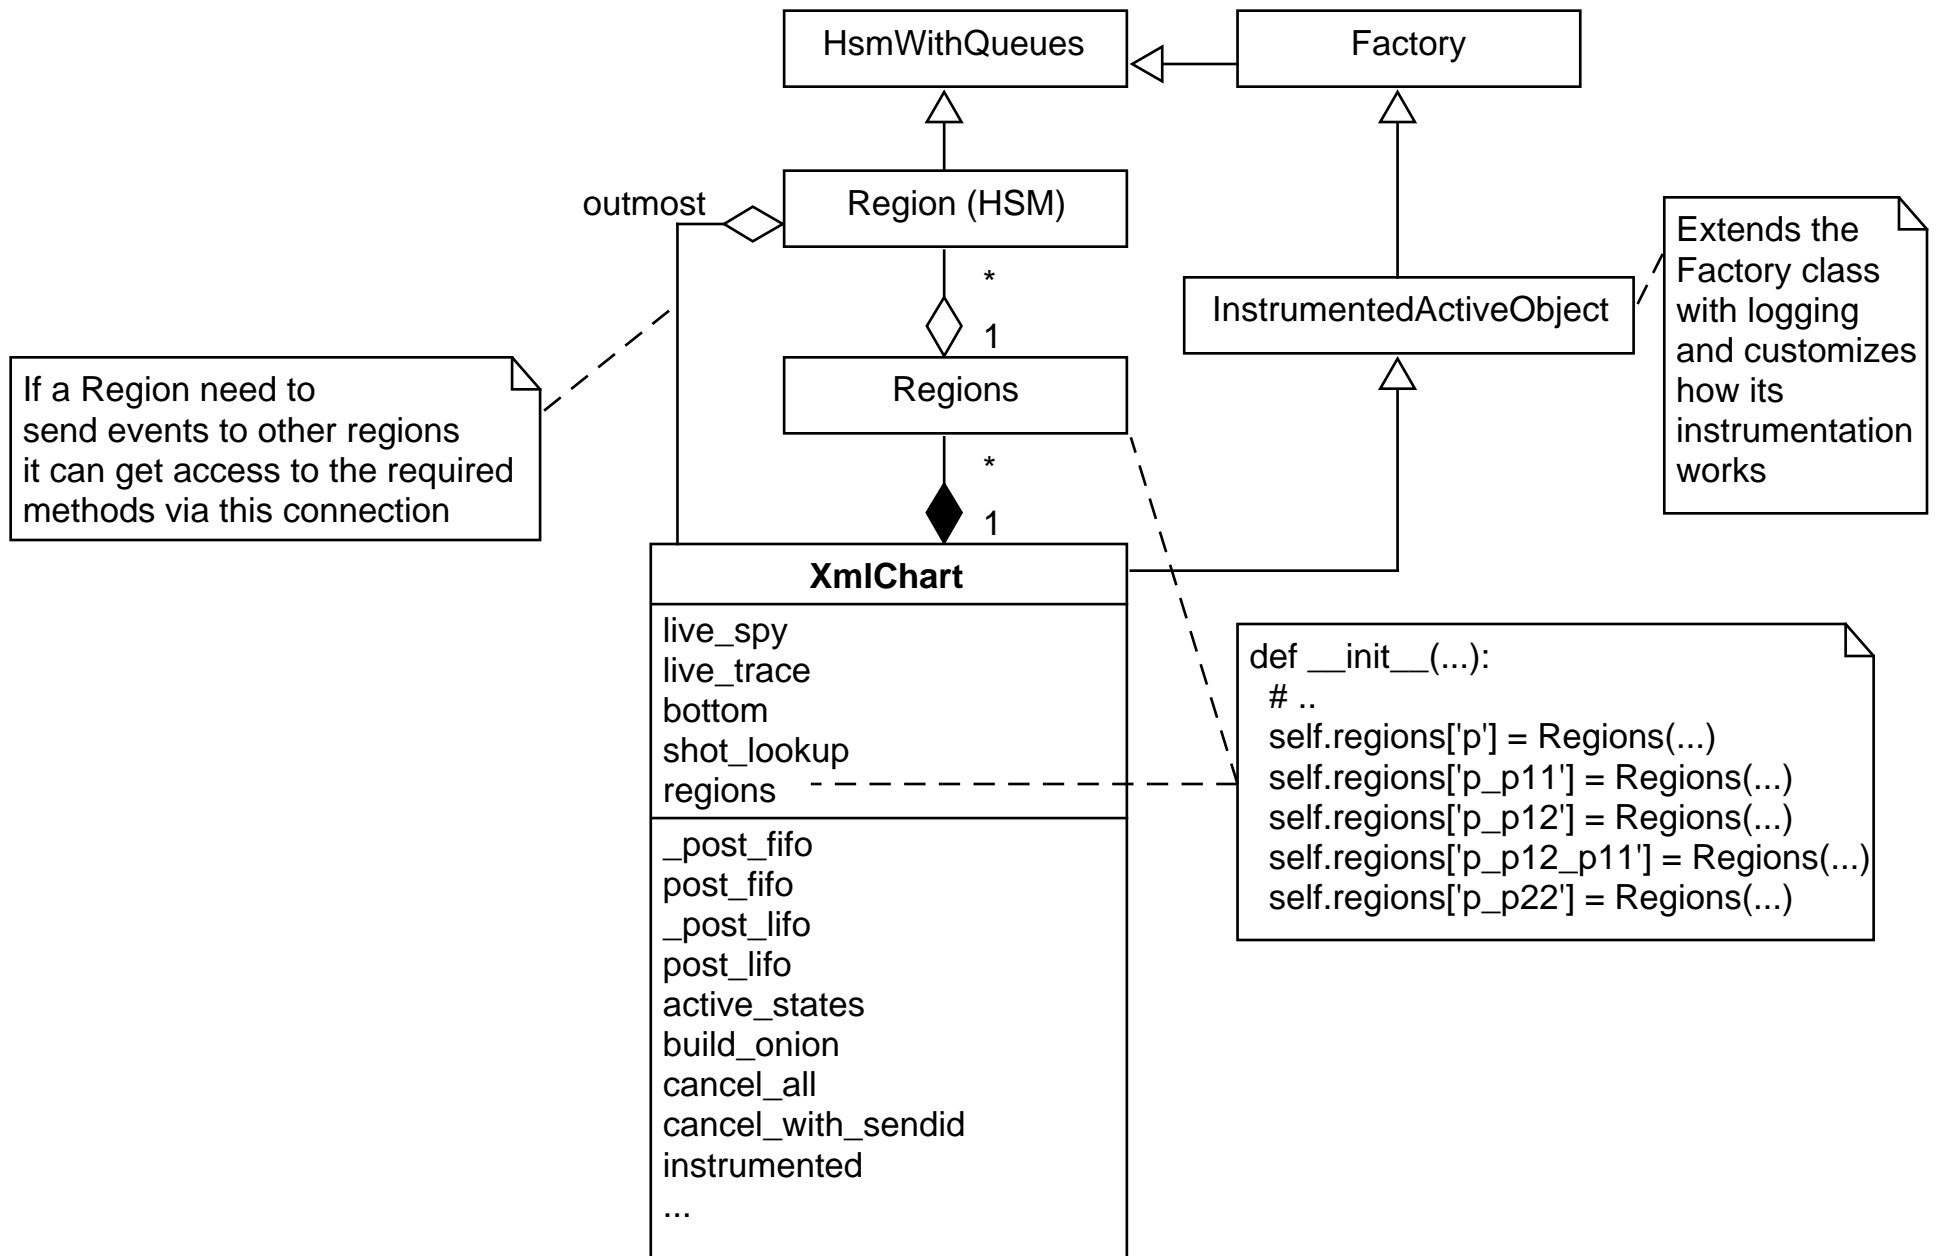 HsmWithQueues
Factory
outmost
Region (HSM)
Extends the
Factory class
with logging
and customizes
how its
instrumentation
works
*
1
InstrumentedActiveObject
If a Region need to
send events to other regions
it can get access to the required
methods via this connection
Regions
*
1
XmlChart
live_spy
live_trace
bottom
shot_lookup
regions
def __init__(...):
# ..
self.regions['p'] = Regions(...)
self.regions['p_p11'] = Regions(...)
self.regions['p_p12'] = Regions(...)
self.regions['p_p12_p11'] = Regions(...)
self.regions['p_p22'] = Regions(...)
_post_fifo
post_fifo
_post_lifo
post_lifo
active_states
build_onion
cancel_all
cancel_with_sendid
instrumented
...